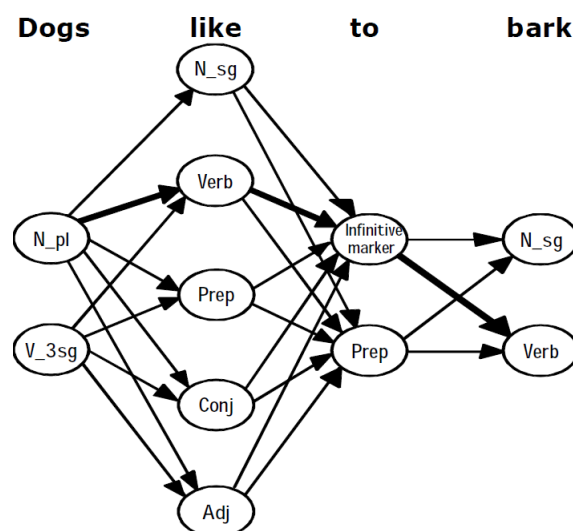 Dogs like to bark
N_sg
Verb
N_pl
Infinitive
marker
N_sg
Prep
V_3sg
Prep
Verb
Conj
Adj